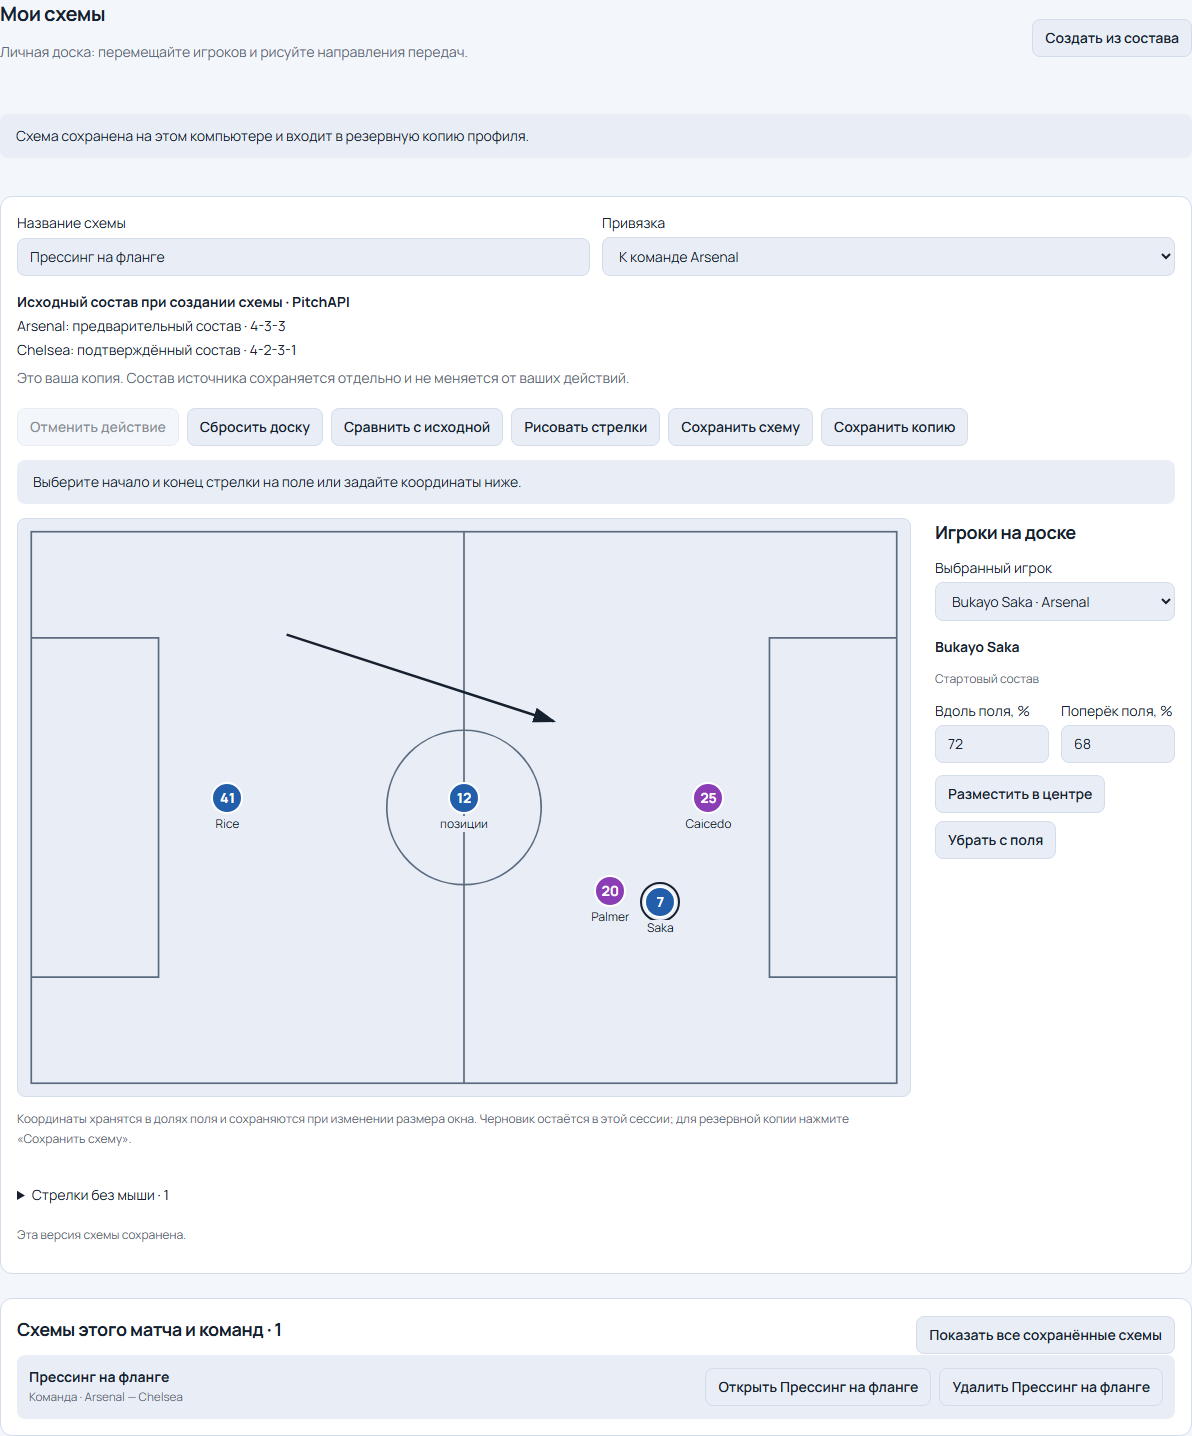 Мои схемы
Личная доска: перемещайте игроков и рисуйте направления передач.
Создать из состава
Схема сохранена на этом компьютере и входит в резервную копию профиля.
Название схемы
Привязка
Прессинг на фланге
К команде Arsenal
Исходный состав при создании схемы · PitchAPI
Arsenal: предварительный состав · 4-3-3
Chelsea: подтверждённый состав · 4-2-3-1
Это ваша копия. Состав источника сохраняется отдельно и не меняется от ваших действий.
Отменить действие
Сбросить доску
Сравнить с исходной
Рисовать стрелки
Сохранить схему
Сохранить копию
Выберите начало и конец стрелки на поле или задайте координаты ниже.
41
Rice
12
позиции
25
Caicedo
20
Palmer
7
Saka
Игроки на доске
Выбранный игрок
Bukayo Saka · Arsenal
Bukayo Saka
Стартовый состав
Вдоль поля, %
Поперёк поля, %
72
68
Разместить в центре
Убрать с поля
Координаты хранятся в долях поля и сохраняются при изменении размера окна. Черновик остаётся в этой сессии; для резервной копии нажмите
«Сохранить схему».
Стрелки без мыши · 1
Эта версия схемы сохранена.
Схемы этого матча и команд · 1
Показать все сохранённые схемы
Прессинг на фланге
Команда · Arsenal — Chelsea
Открыть Прессинг на фланге
Удалить Прессинг на фланге